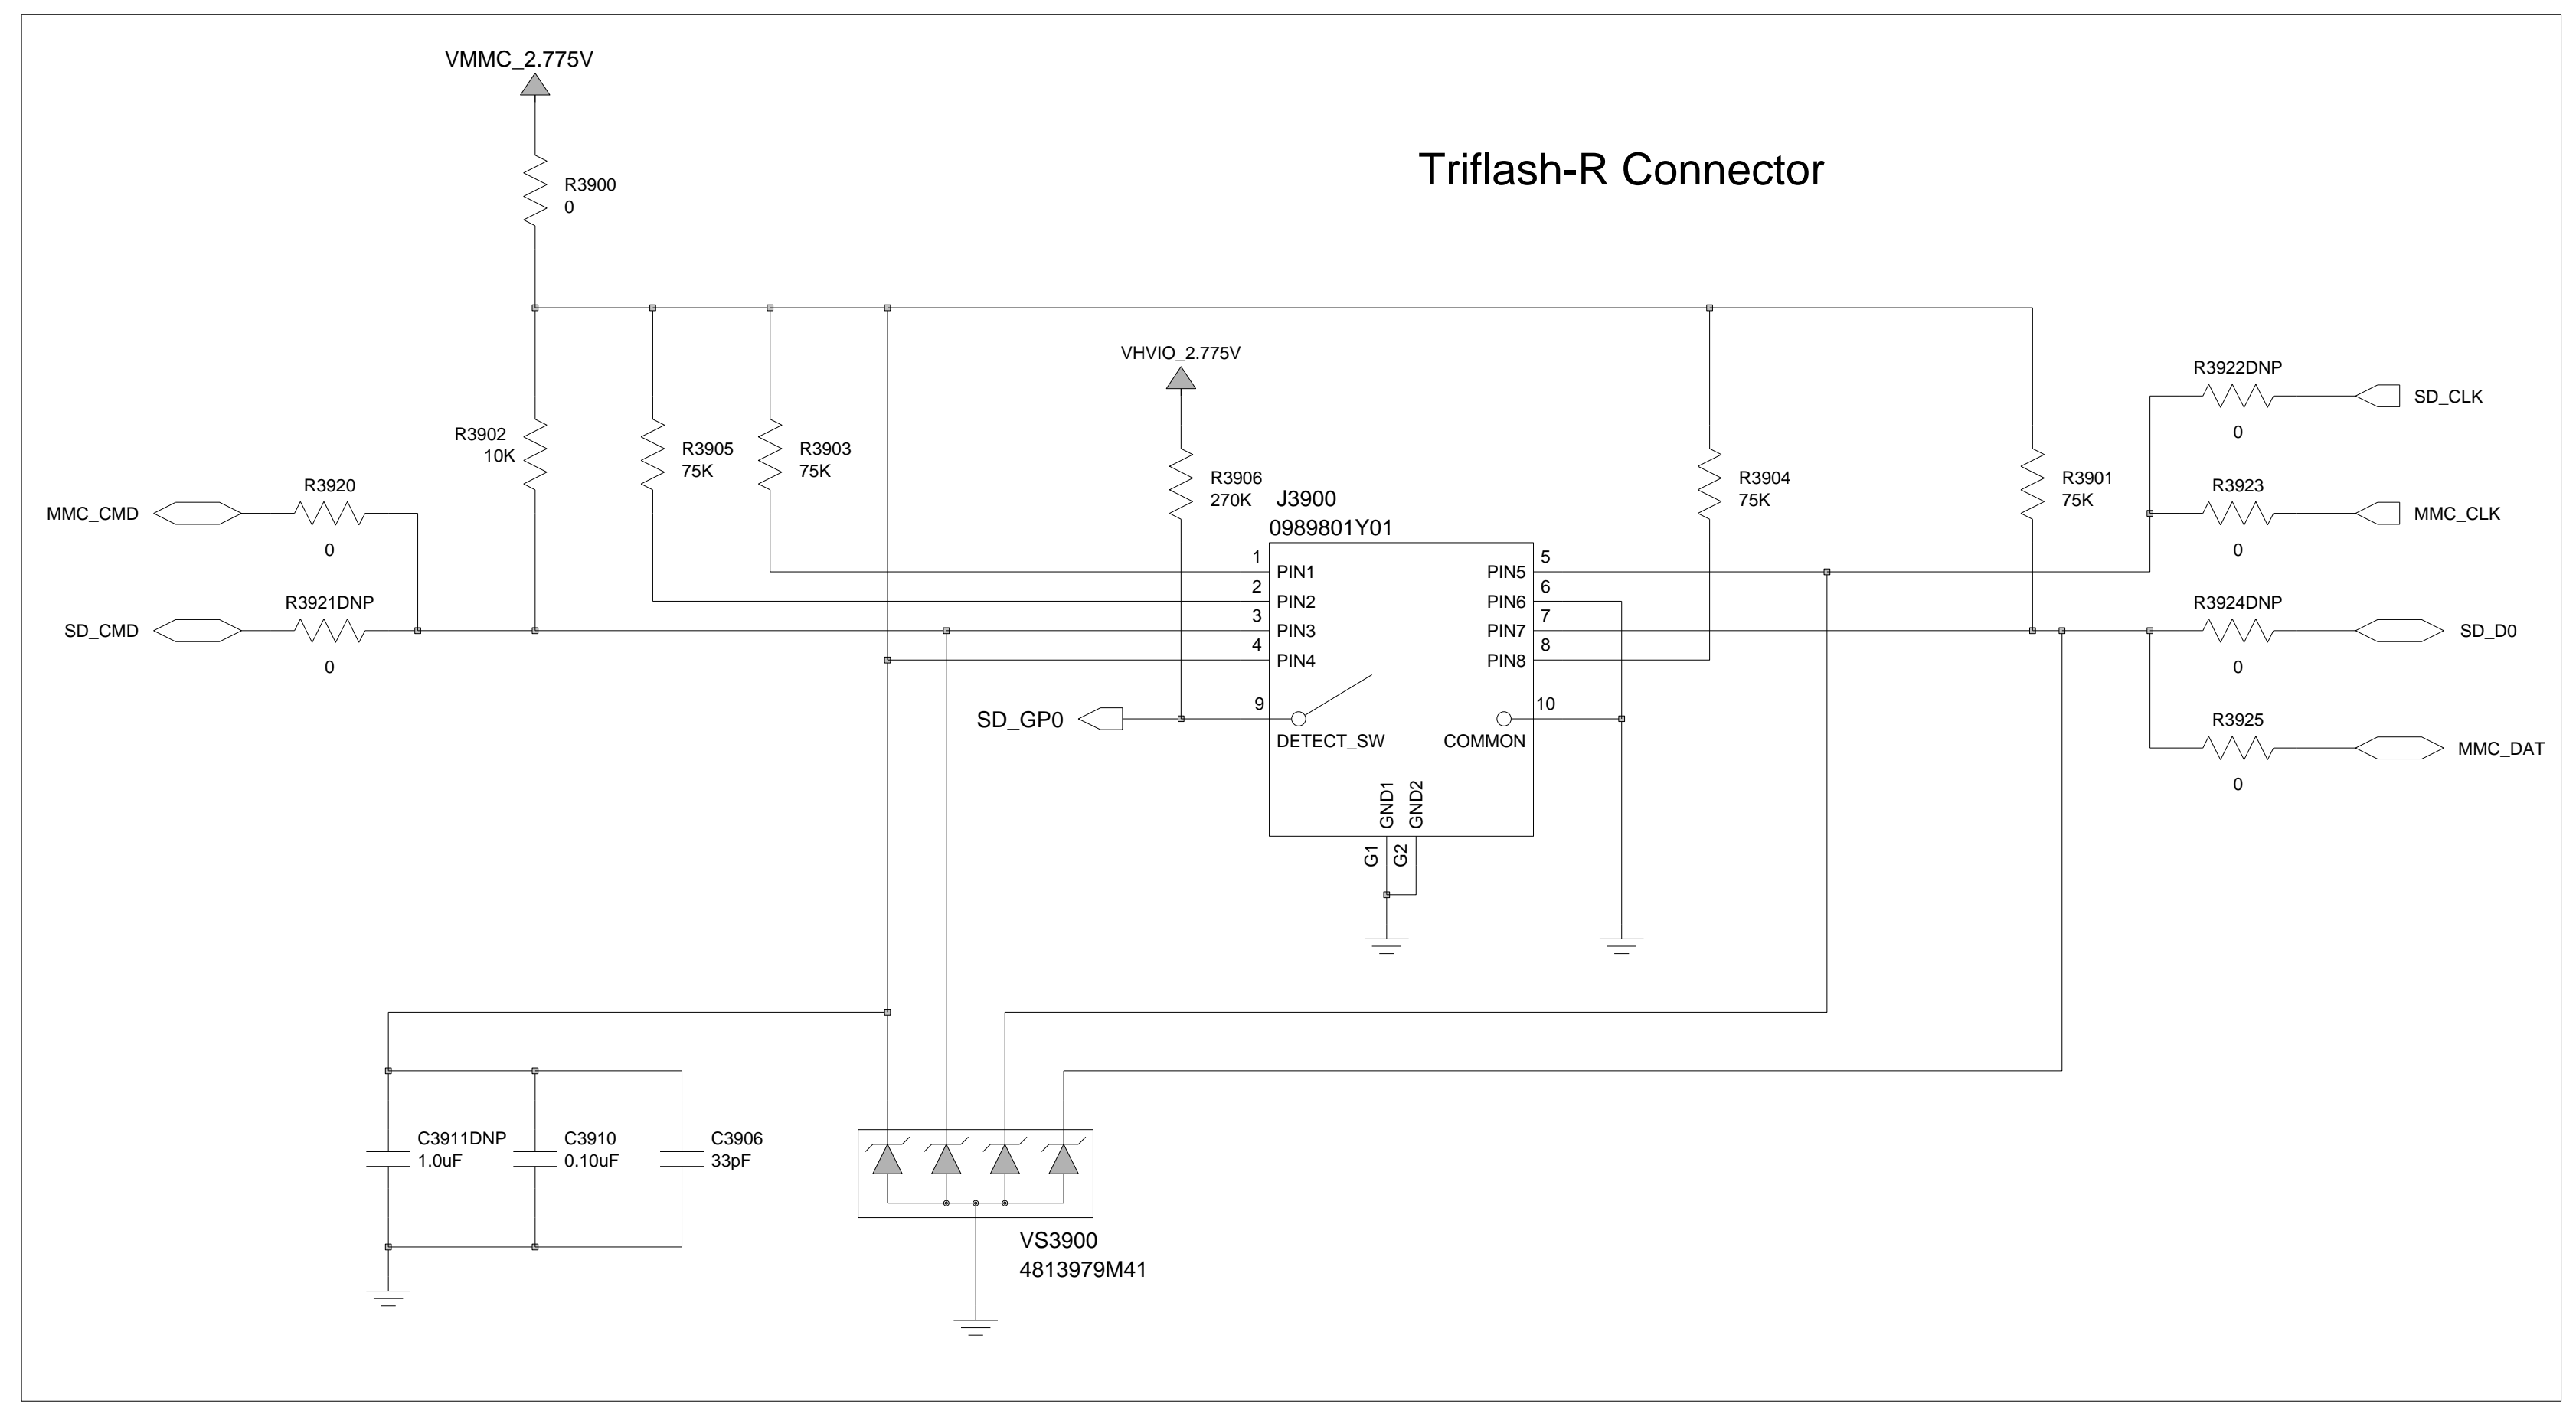 VMMC_2.775V
Triflash-R Connector
R3900
0
VHVIO_2.775V
R3922DNP
SD_CLK
0
R3902
10K
R3905
75K
R3903
75K
R3906
270K
R3904
75K
R3901
75K
R3920
MMC_CMD
0
J3900
0989801Y01
R3923
MMC_CLK
0
1
PIN1
PIN5
5
2
PIN2
PIN6
6
R3921DNP
SD_CMD
0
3
PIN3
PIN7
7
4
PIN4
PIN8
8
R3924DNP
SD_D0
0
SD_GP0
9
10
DETECT_SW
COMMON
R3925
MMC_DAT
0
GND1
GND2
G1
G2
C3911DNP
1.0uF
C3910
0.10uF
C3906
33pF
VS3900
4813979M41